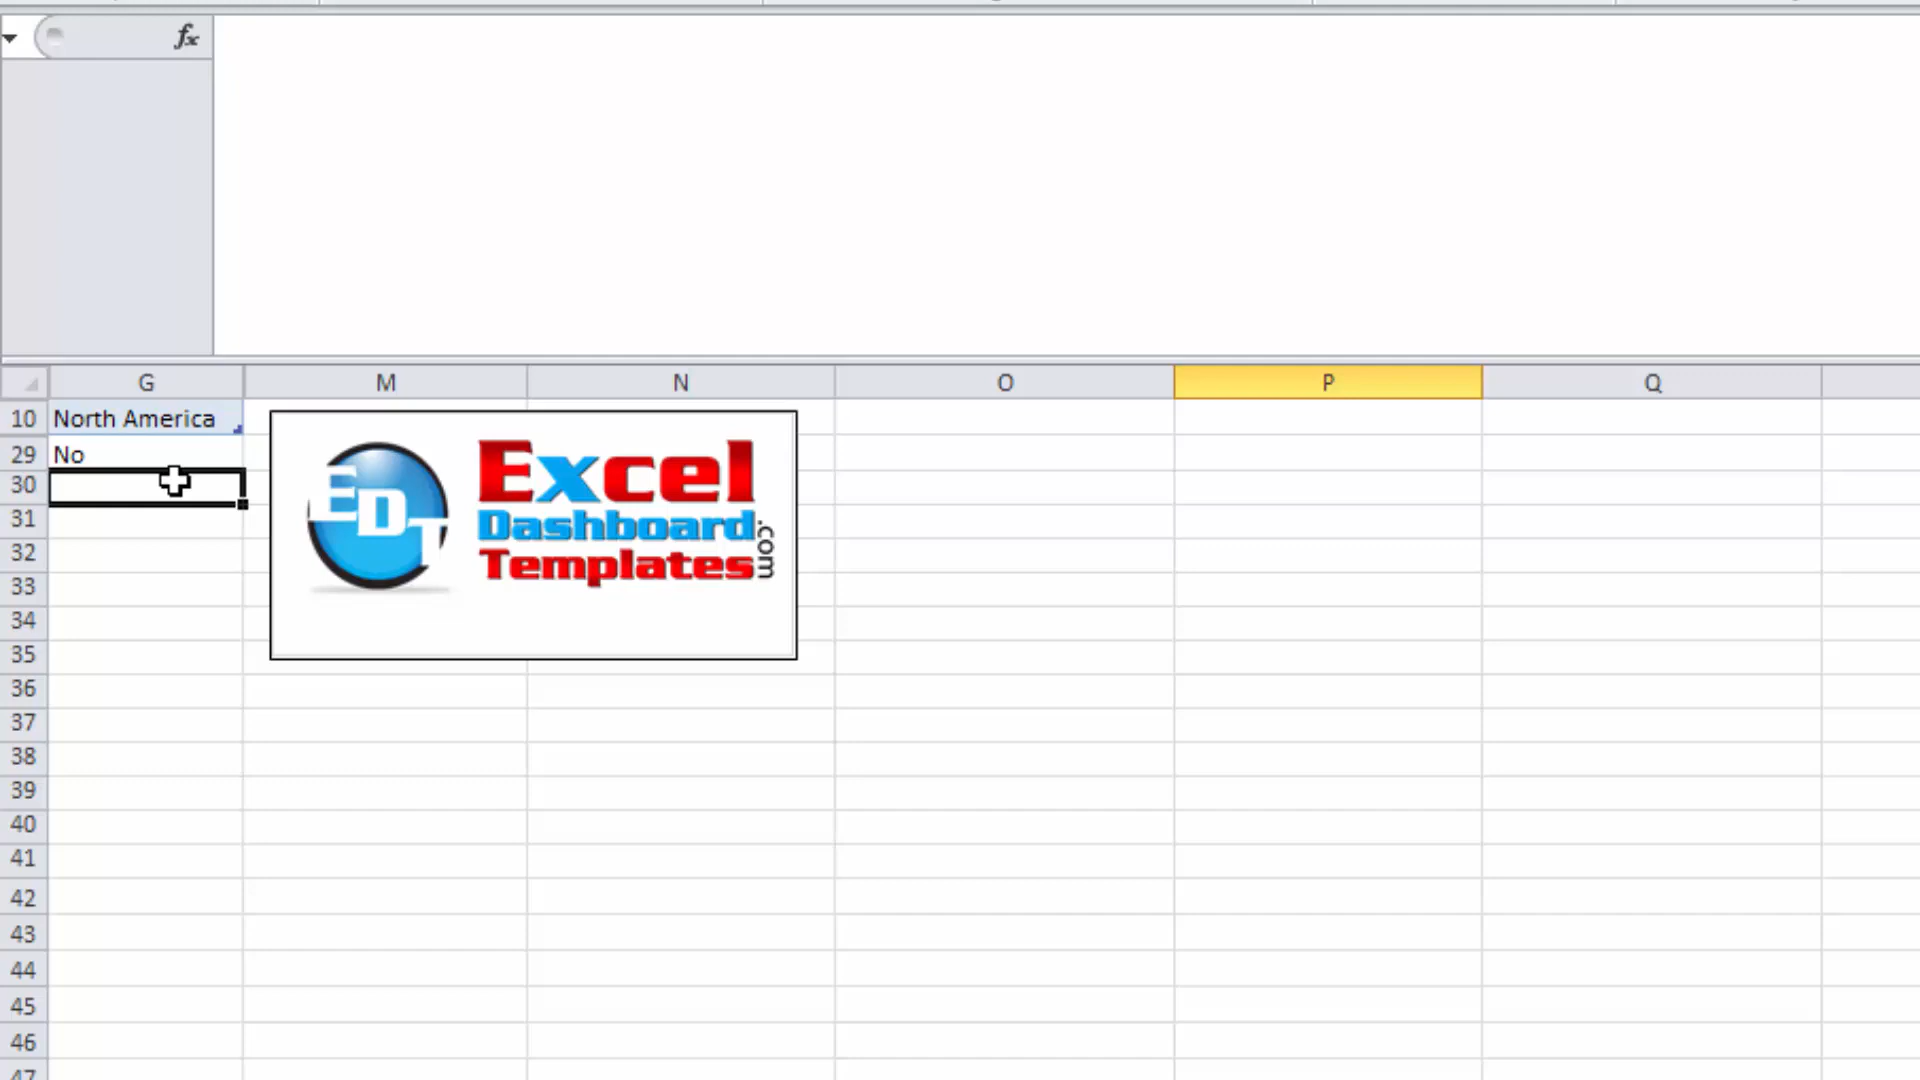 fx
G M N O P Q
10 North America
29 No
30
31
32
33
34
35
36
37
38
39
40
41
42
43
44
45
46
47
EDT
Excel
Dashboard
Templates
.com